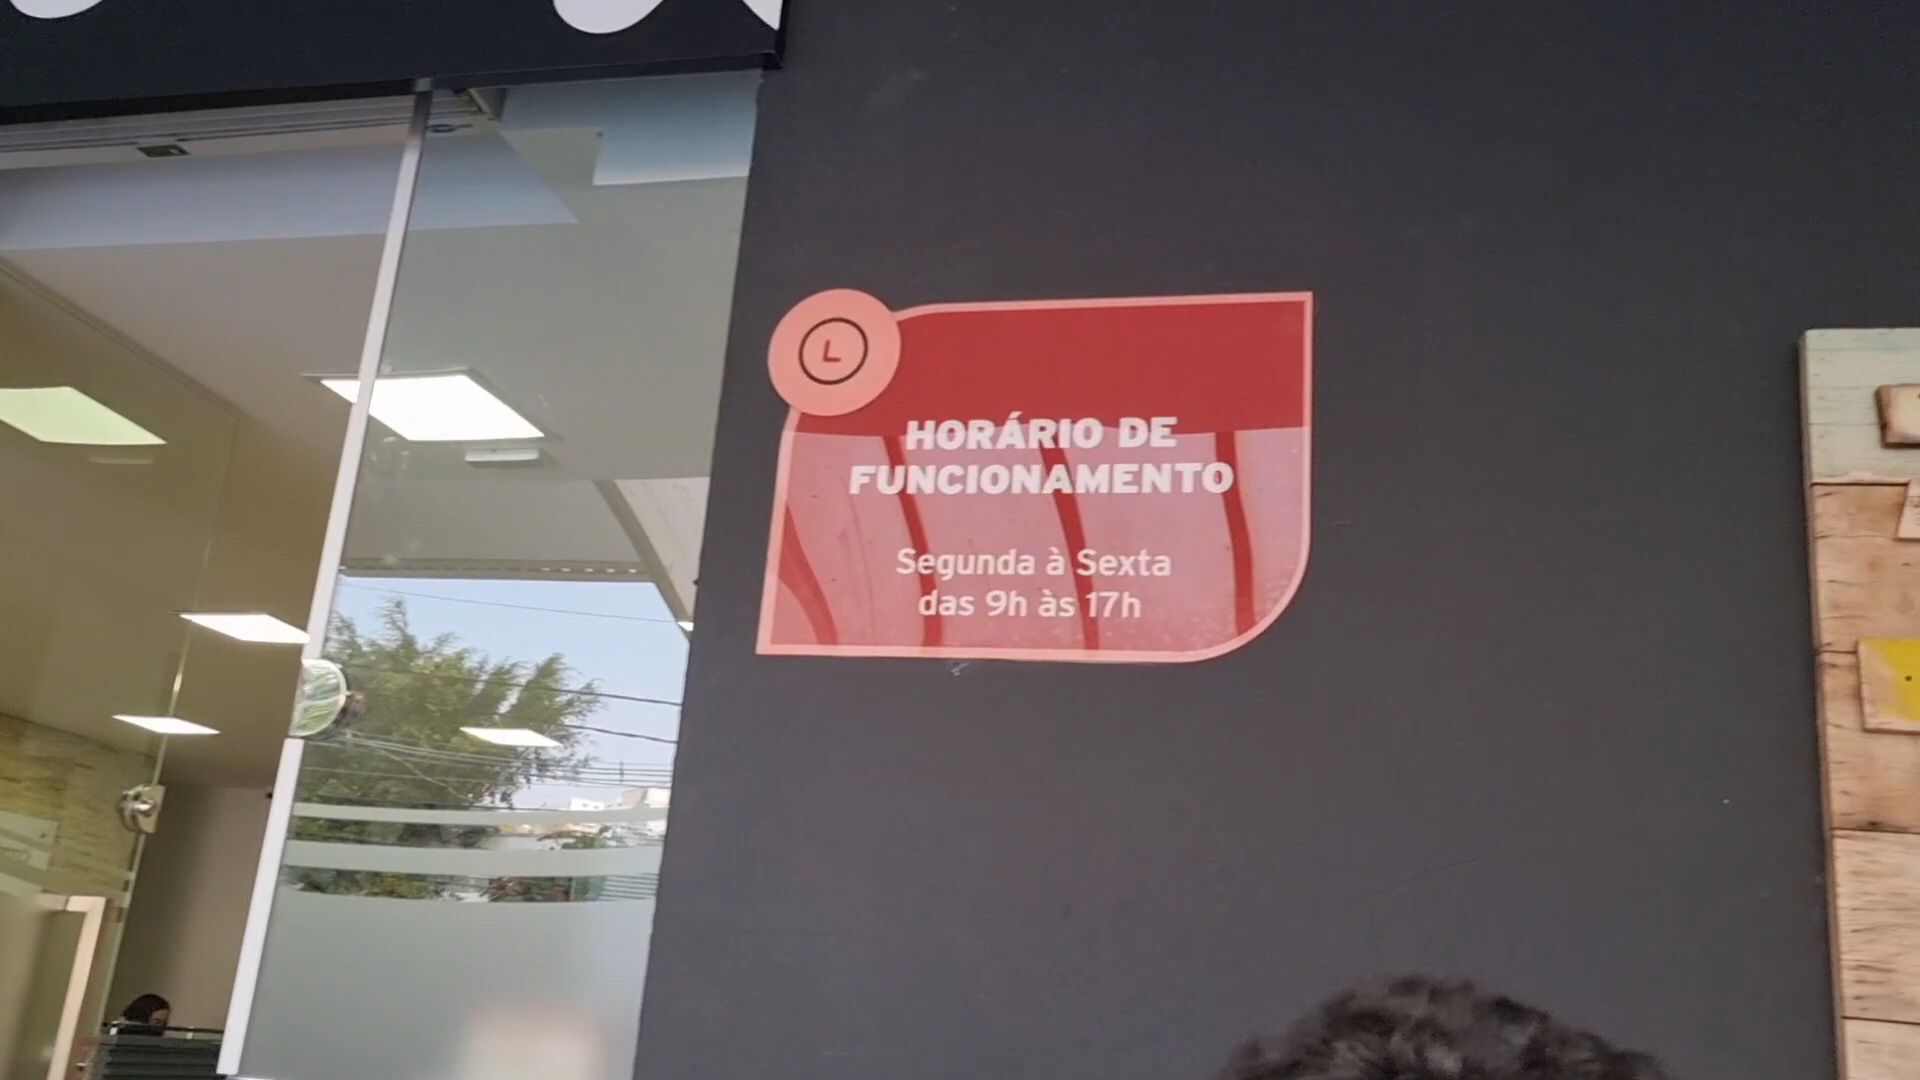 L
HORÁRIO DE
FUNCIONAMENTO
Segunda à Sexta
das 9h às 17h